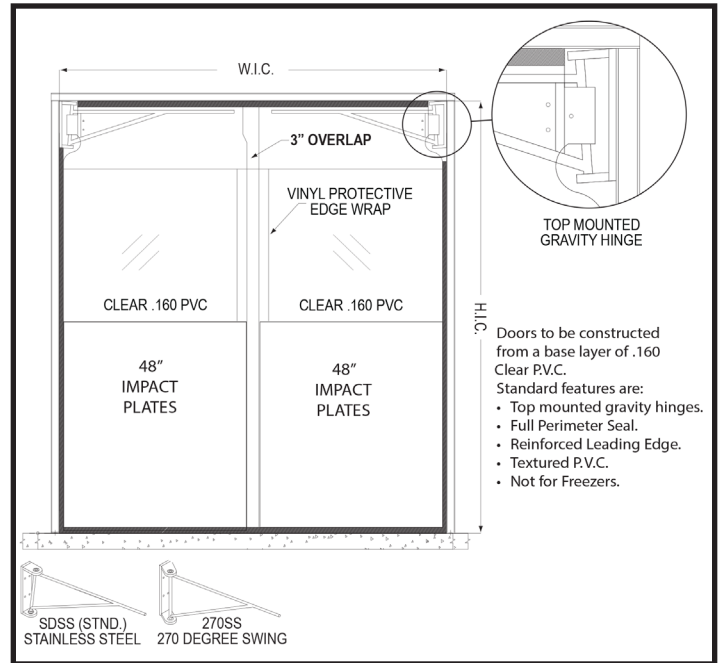 W.I.C.
3” OVERLAP
VINYL PROTECTIVE
EDGE WRAP
TOP MOUNTED
GRAVITY HINGE
CLEAR .160 PVC
CLEAR .160 PVC
H.I.C.
48”
IMPACT
PLATES
48”
IMPACT
PLATES
Doors to be constructed
from a base layer of .160
Clear P.V.C.
Standard features are:
• Top mounted gravity hinges.
• Full Perimeter Seal.
• Reinforced Leading Edge.
• Textured P.V.C.
• Not for Freezers.
SDSS (STND.)
STAINLESS STEEL
270SS
270 DEGREE SWING